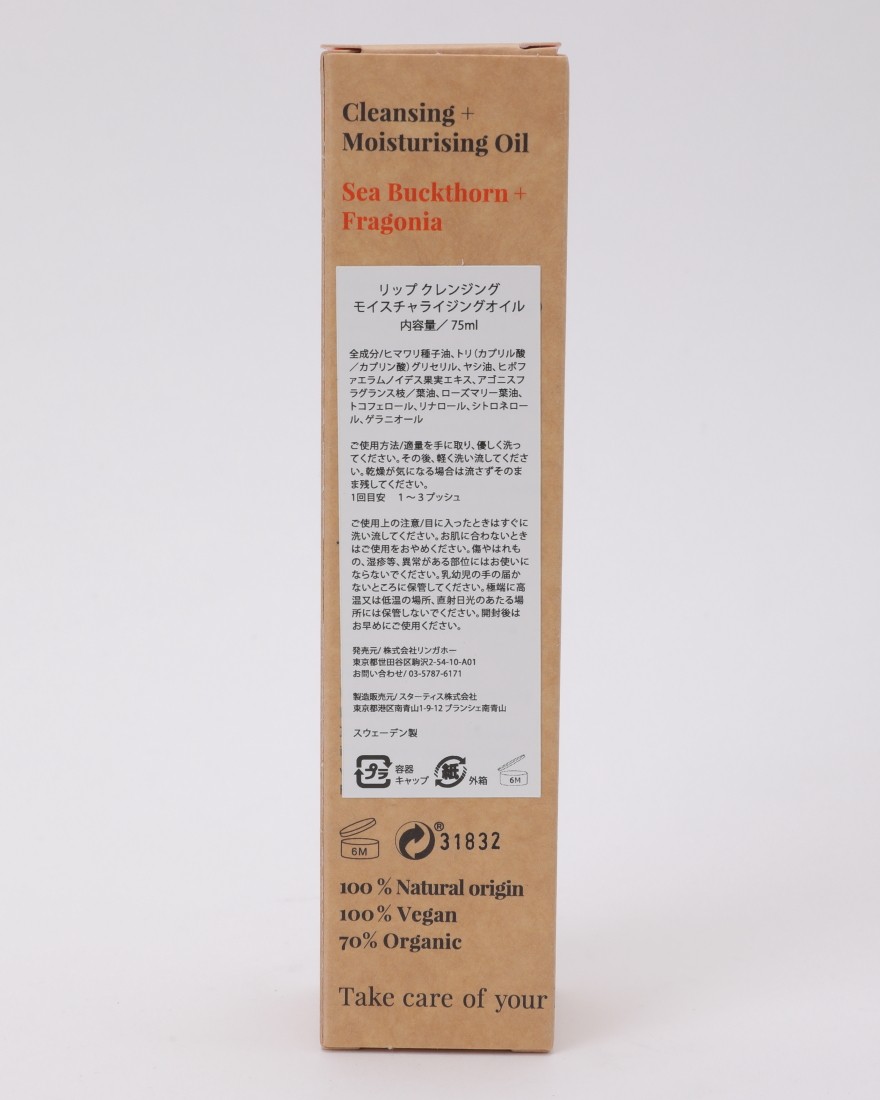 Cleansing +
Moisturising Oil
Sea Buckthorn +
Fragonia
リップ クレンジング
モイスチャライジングオイル
内容量／75ml
全成分/ヒマワリ種子油、トリ（カプリル酸
／カプリン酸）グリセリル、ヤシ油、ヒポフ
ァエラムノイデス果実エキス、アゴニスフ
ラグランス枝／葉油、ローズマリー葉油、
トコフェロール、リナロール、シトロネロー
ル、ゲラニオール
ご使用方法/適量を手に取り、優しく洗っ
てください。その後、軽く洗い流してくださ
い。乾燥が気になる場合は流さずそのま
ま残してください。
1回目安　１～３プッシュ
ご使用上の注意/目に入ったときはすぐに
洗い流してください。お肌に合わないとき
はご使用をおやめください。傷やはれも
の、湿疹等、異常がある部位にはお使いに
ならないでください。乳幼児の手の届か
ないところに保管してください。極端に高
温又は低温の場所、直射日光のあたる場
所には保管しないでください。開封後は
お早めにご使用ください。
発売元/ 株式会社リンガホー
東京都世田谷区駒沢2-54-10-A01
お問い合わせ/ 03-5787-6171
製造販売元/ スターティス株式会社
東京都港区南青山1-9-12 ブランシェ南青山
スウェーデン製
プラ 容器 キャップ 紙 外箱 6M
6M ® 31832
100 % Natural origin
100 % Vegan
70% Organic
Take care of your